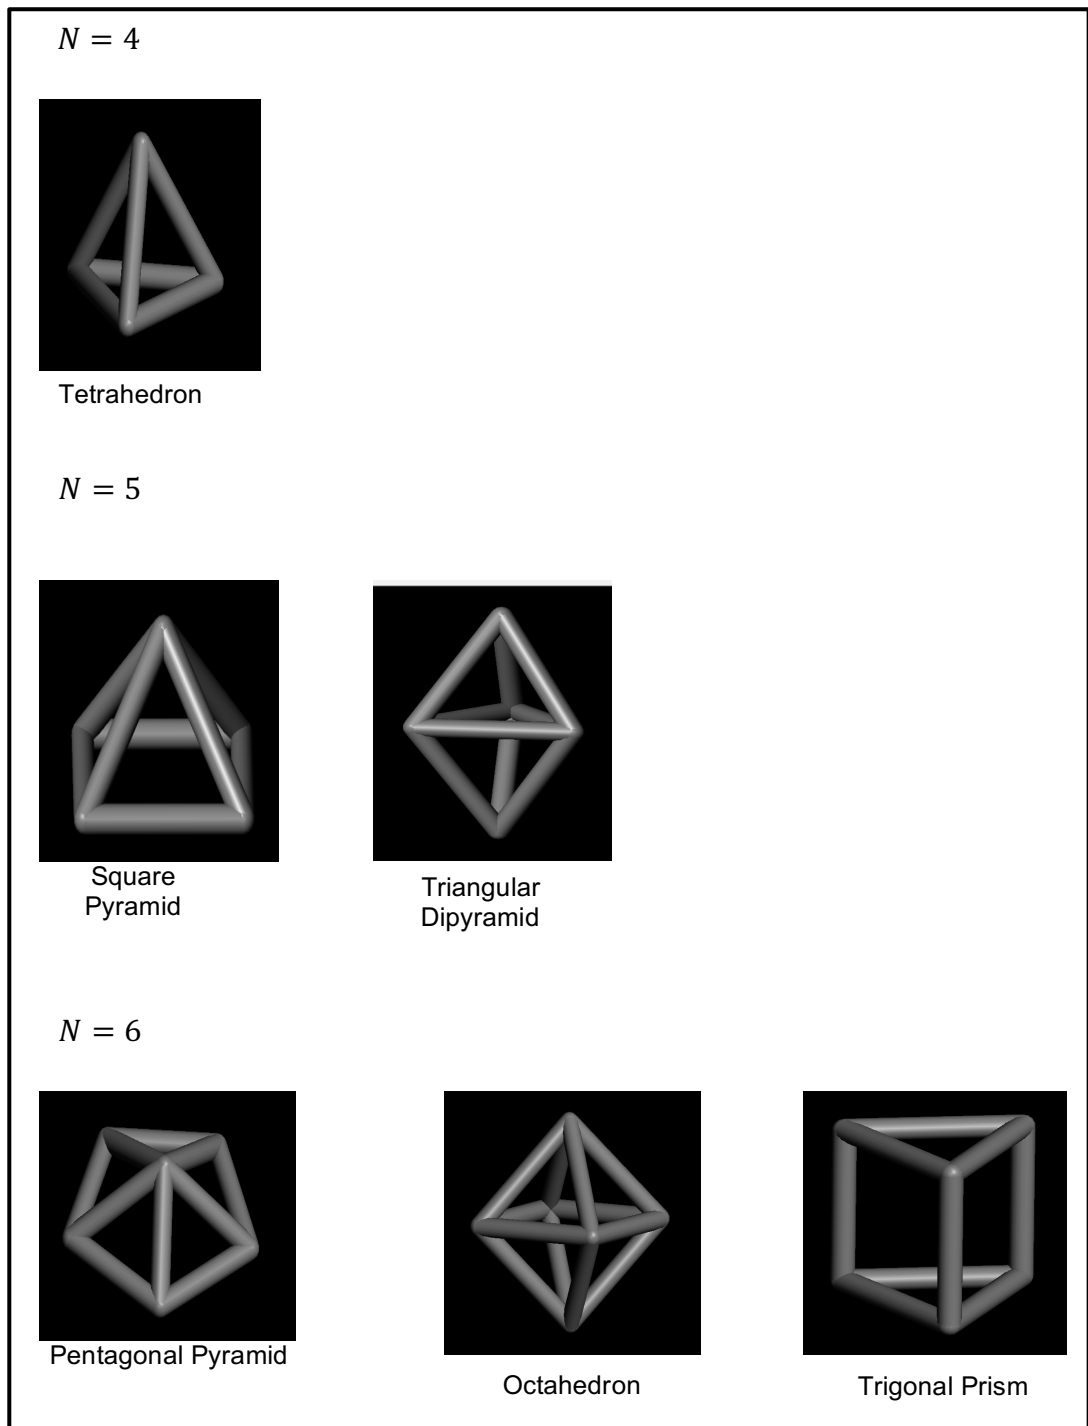 N = 4
Tetrahedron
N = 5
Square
Pyramid
Triangular
Dipyramid
N = 6
Pentagonal Pyramid
Octahedron
Trigonal Prism